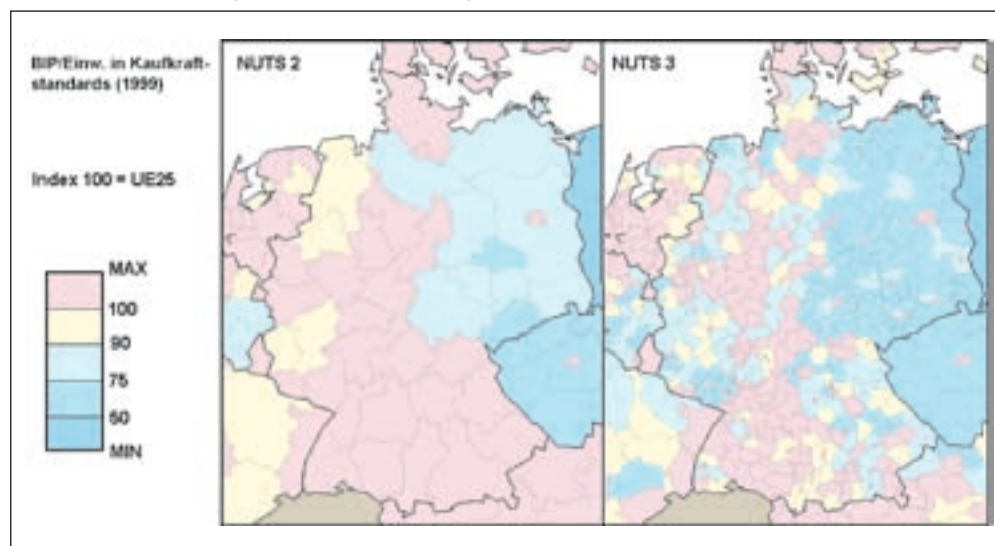 BIP/Einw. in Kaufkraft-
standards (1999)
Index 100 = UE25
MAX
100
90
75
50
MIN
NUTS 2
NUTS 3